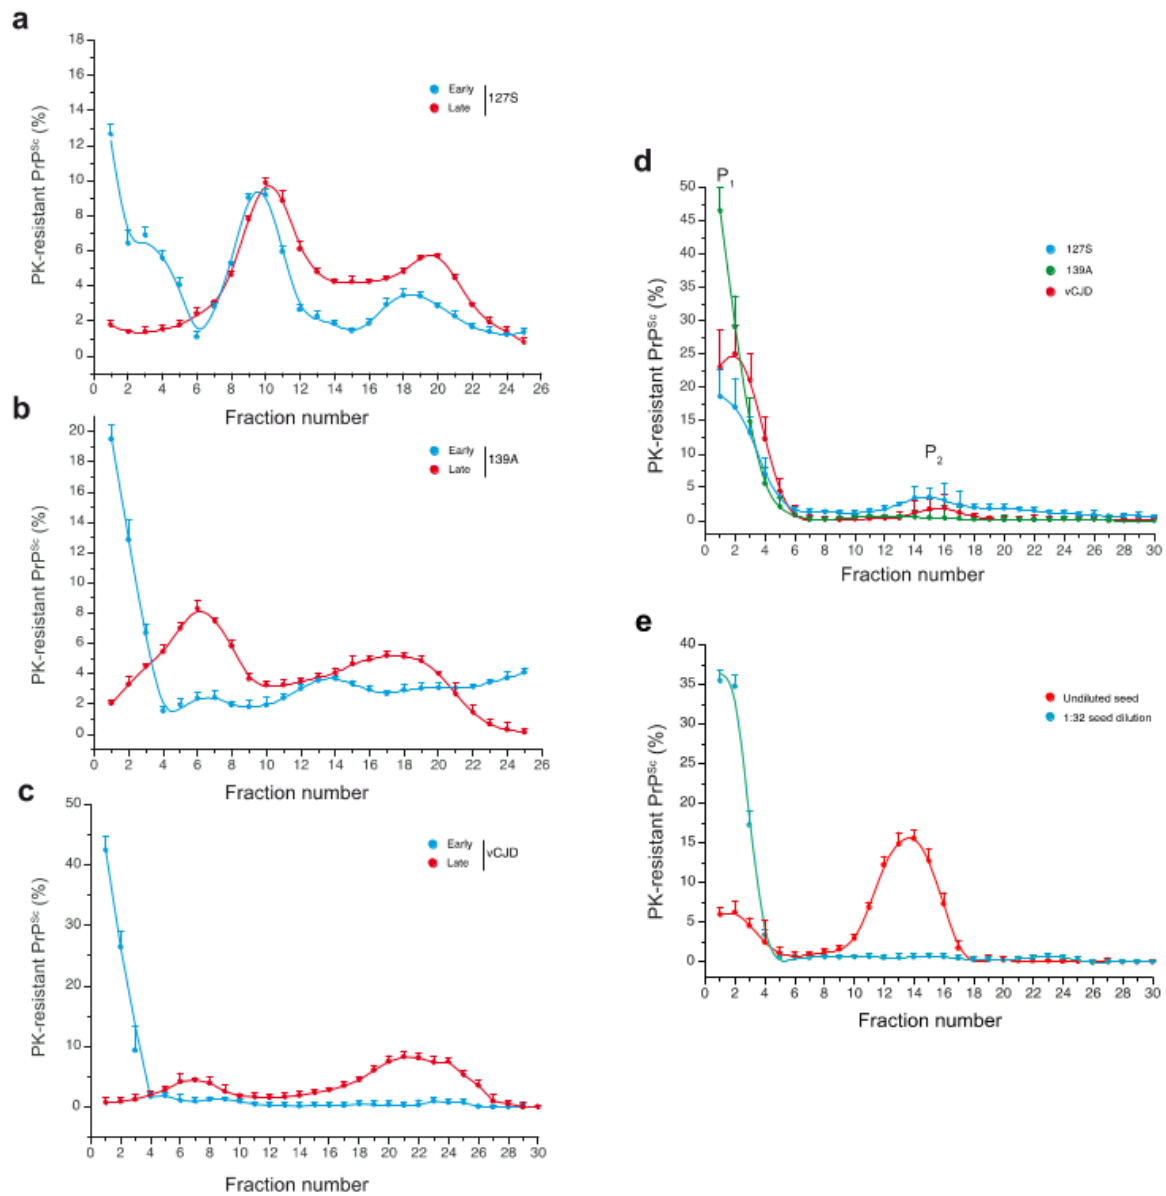 a
18
16
14
12
10
8
6
4
2
0
PK-resistant PrPSc (%)
Early
Late
127S
0 2 4 6 8 10 12 14 16 18 20 22 24 26
Fraction number
b
20
18
16
14
12
10
8
6
4
2
0
PK-resistant PrPSc (%)
Early
Late
139A
0 2 4 6 8 10 12 14 16 18 20 22 24 26
Fraction number
c
50
40
30
20
10
0
PK-resistant PrPSc (%)
Early
Late
vCJD
0 2 4 6 8 10 12 14 16 18 20 22 24 26 28 30
Fraction number
d
P1
50
45
40
35
30
25
20
15
10
5
0
PK-resistant PrPSc (%)
127S
139A
vCJD
P2
0 2 4 6 8 10 12 14 16 18 20 22 24 26 28 30
Fraction number
e
40
35
30
25
20
15
10
5
0
PK-resistant PrPSc (%)
Undiluted seed
1:32 seed dilution
0 2 4 6 8 10 12 14 16 18 20 22 24 26 28 30
Fraction number